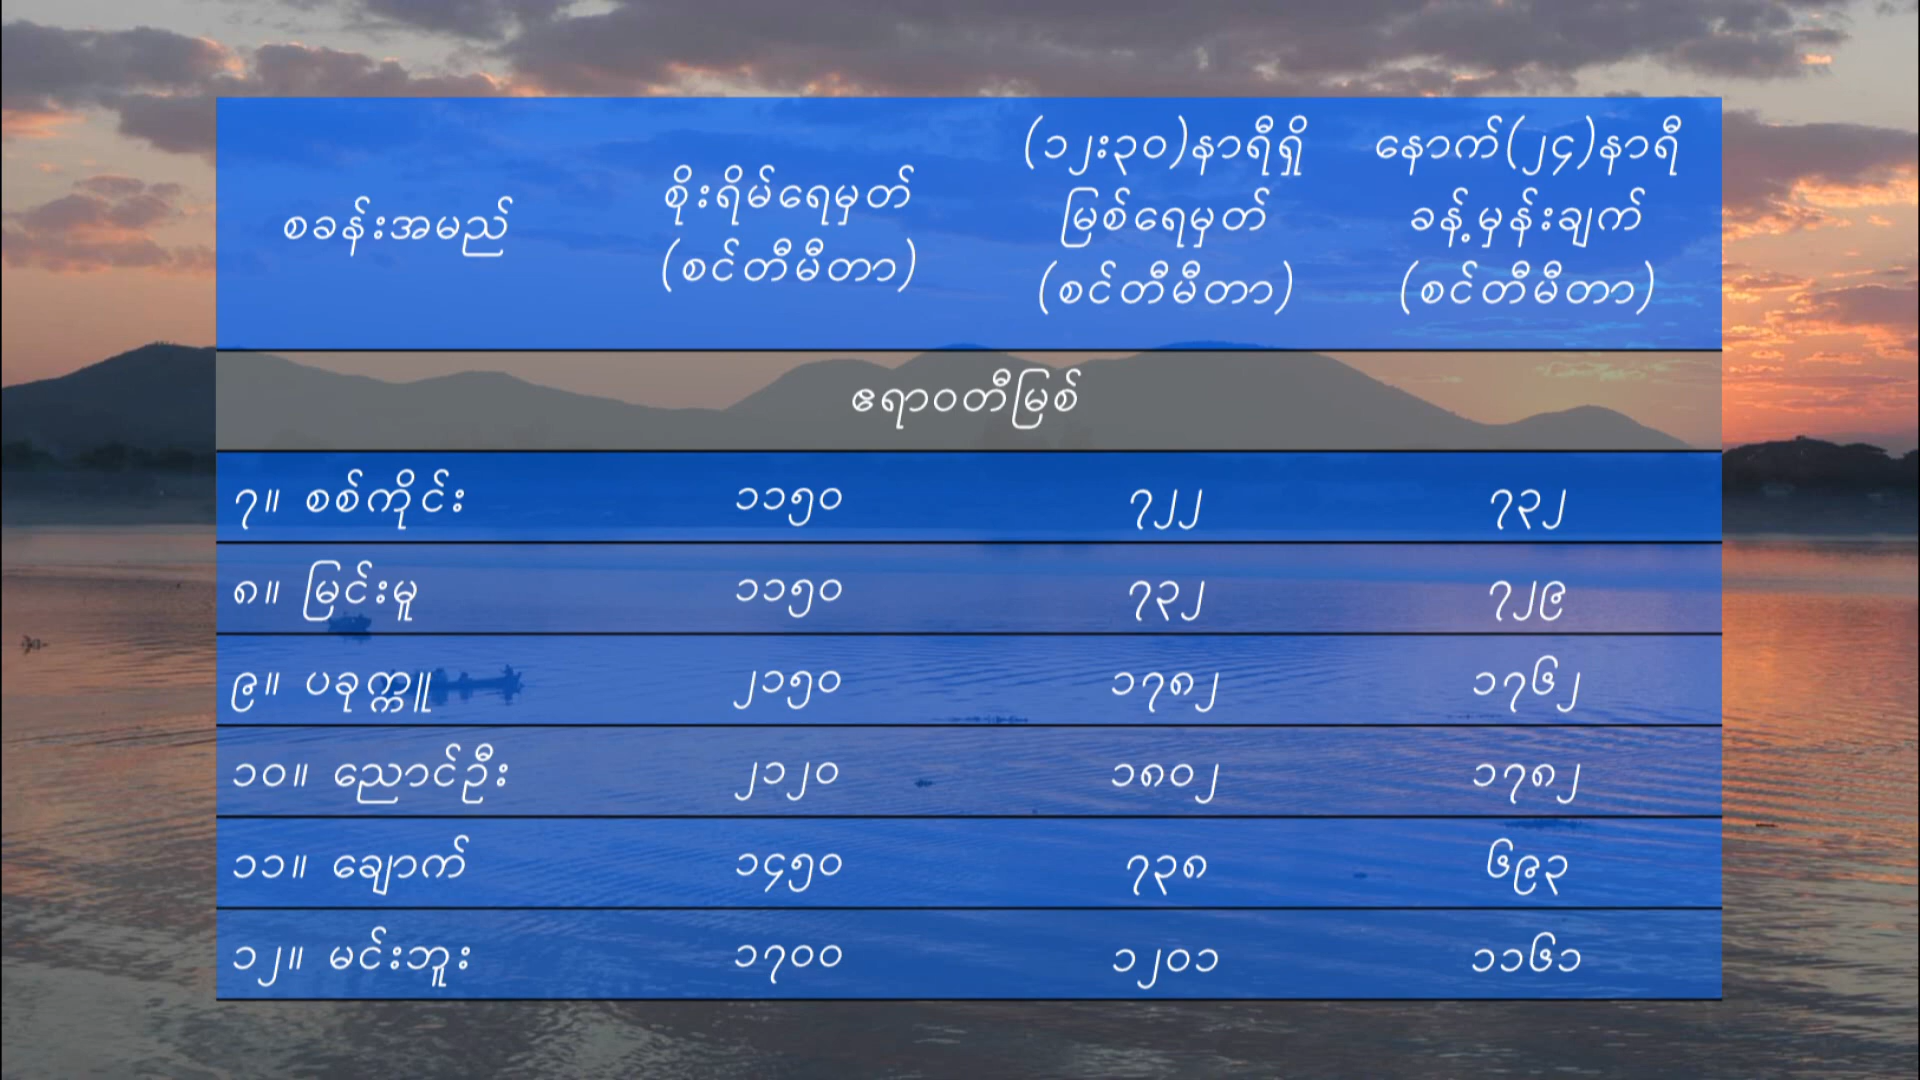 စခန်းအမည်
စိုးရိမ်ရေမှတ်
(စင်တီမီတာ)
(၁၂း၃၀)နာရီရှိ
မြစ်ရေမှတ်
(စင်တီမီတာ)
နောက်(၂၄)နာရီ
ခန့်မှန်းချက်
(စင်တီမီတာ)
ဧရာဝတီမြစ်
၇။ စစ်ကိုင်း ၁၁၅၀ ၇၂၂ ၇၃၂
၈။ မြင်းမူ ၁၁၅၀ ၇၃၂ ၇၂၉
၉။ ပခုက္ကူ ၂၁၅၀ ၁၇၈၂ ၁၇၆၂
၁၀။ ညောင်ဦး ၂၁၂၀ ၁၈၀၂ ၁၇၈၂
၁၁။ ချောက် ၁၄၅၀ ၇၃၈ ၆၉၃
၁၂။ မင်းဘူး ၁၇၀၀ ၁၂၀၁ ၁၁၆၁